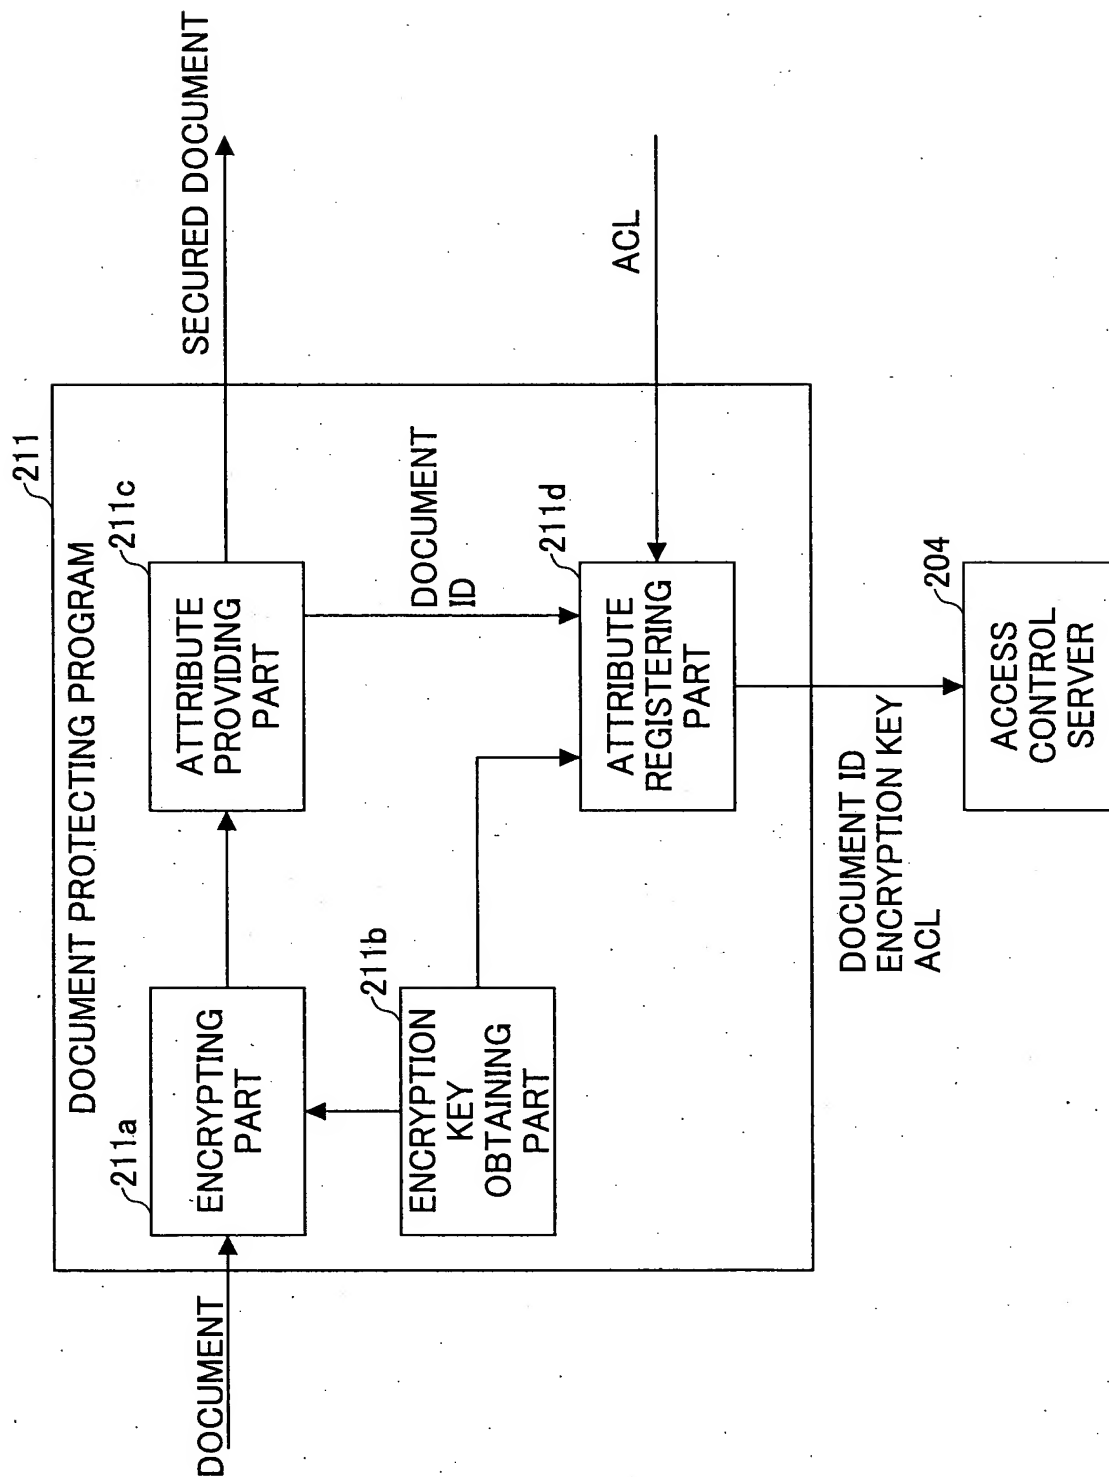 211
DOCUMENT PROTECTING PROGRAM
DOCUMENT
211a
ENCRYPTING
PART
211c
ATTRIBUTE
PROVIDING
PART
SECURED DOCUMENT
211b
ENCRYPTION
KEY
OBTAINING
PART
DOCUMENT
ID
211d
ATTRIBUTE
REGISTERING
PART
ACL
DOCUMENT ID
ENCRYPTION KEY
ACL
204
ACCESS
CONTROL
SERVER